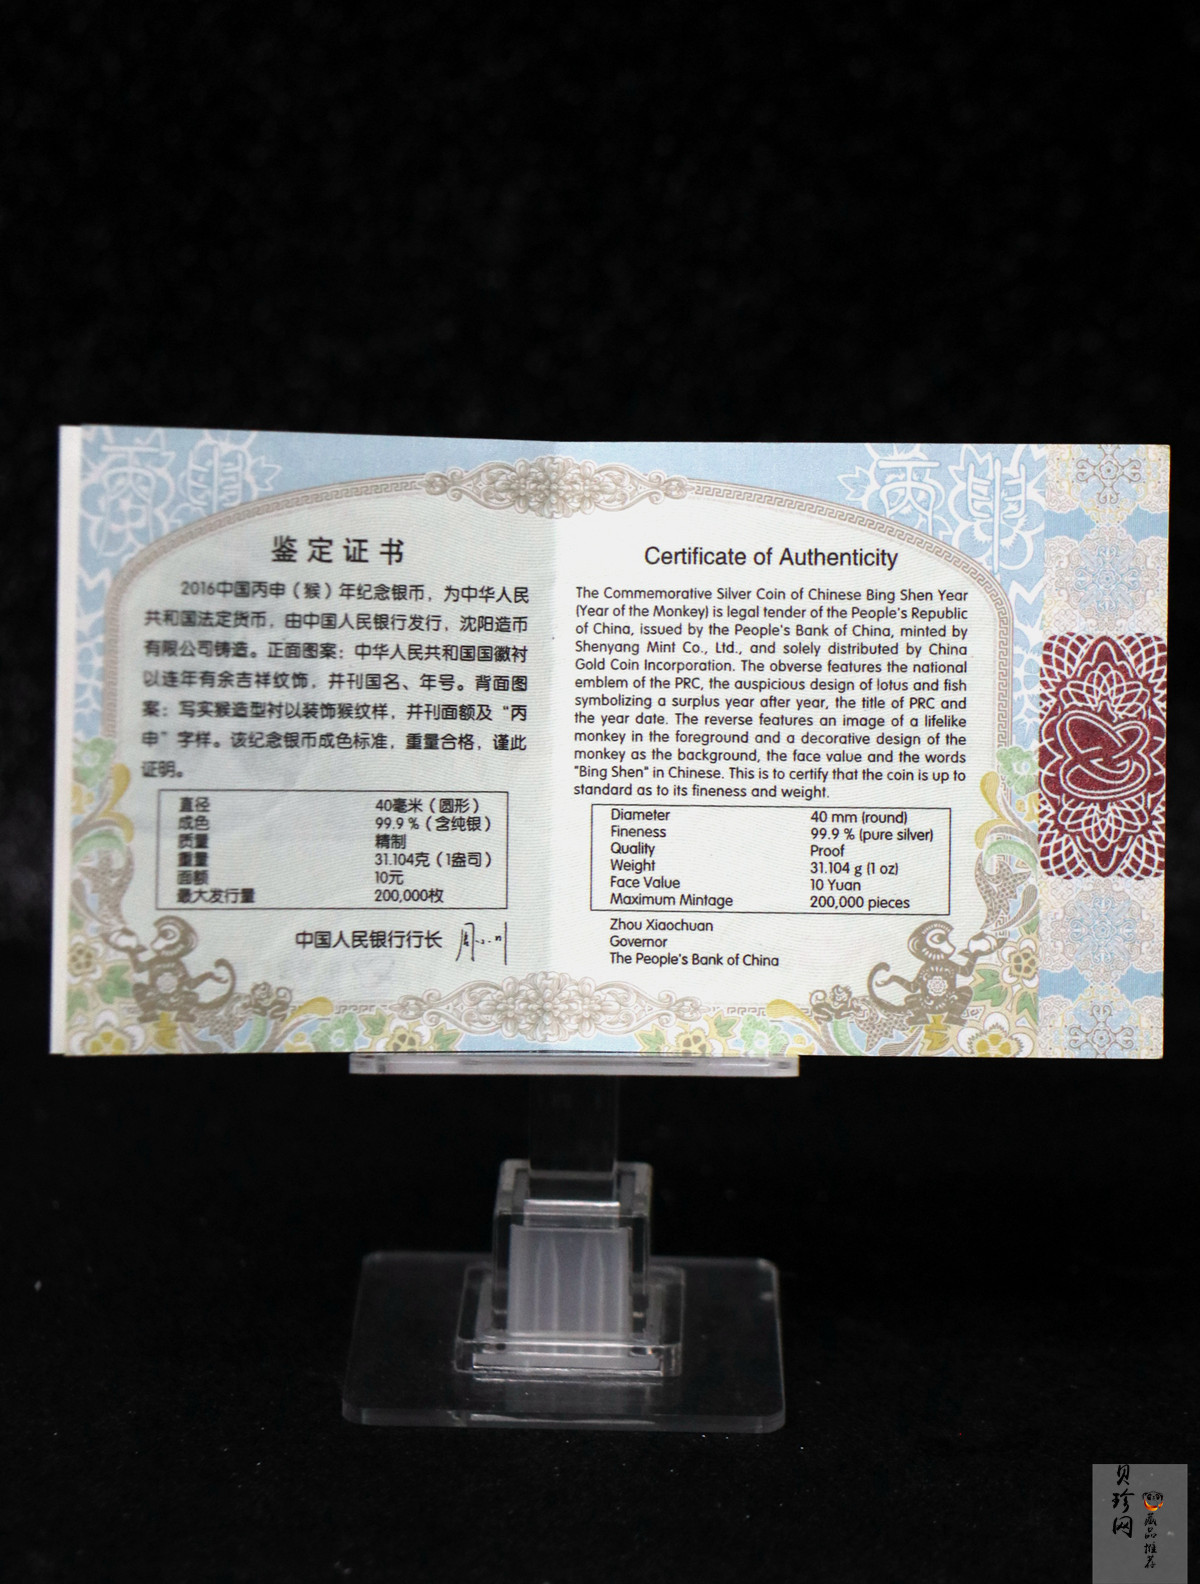 鉴定证书
2016中国丙申（猴）年纪念银币，为中华人民
共和国法定货币，由中国人民银行发行，沈阳造币
有限公司铸造。正面图案：中华人民共和国国徽衬
以连年有余吉祥纹饰，并刊国名、年号。背面图
案：写实猴造型衬以装饰猴纹样，并刊面额及“丙
申”字样。该纪念银币成色标准，重量合格，谨此
证明。
直径 40毫米（圆形）
成色 99.9 %（含纯银）
质量 精制
重量 31.104克（1盎司）
面额 10元
最大发行量 200,000枚
中国人民银行行长
Certificate of Authenticity
The Commemorative Silver Coin of Chinese Bing Shen Year
(Year of the Monkey) is legal tender of the People's Republic
of China, issued by the People's Bank of China, minted by
Shenyang Mint Co., Ltd., and solely distributed by China
Gold Coin Incorporation. The obverse features the national
emblem of the PRC, the auspicious design of lotus and fish
symbolizing a surplus year after year, the title of PRC and
the year date. The reverse features an image of a lifelike
monkey in the foreground and a decorative design of the
monkey as the background, the face value and the words
"Bing Shen" in Chinese. This is to certify that the coin is up to
standard as to its fineness and weight.
Diameter 40 mm (round)
Fineness 99.9 % (pure silver)
Quality Proof
Weight 31.104 g (1 oz)
Face Value 10 Yuan
Maximum Mintage 200,000 pieces
Zhou Xiaochuan
Governor
The People's Bank of China
贝珍网
藏品推荐